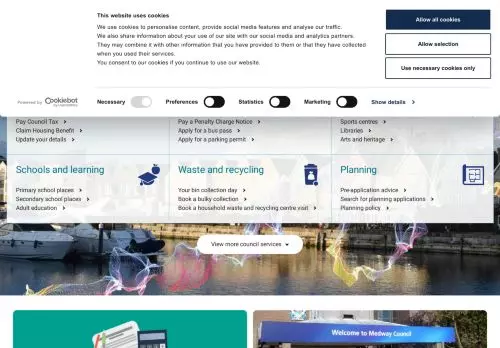 This website uses cookies
We use cookies to personalise content, provide social media features and analyse our traffic.
We also share information about your use of our site with our social media and analytics partners.
They may combine it with other information that you have provided to them or that they have collected
when you used their services.
You consent to our cookies if you continue to use our website.
Allow all cookies
Allow selection
Use necessary cookies only
Powered by Cookiebot
Necessary
Preferences
Statistics
Marketing
Show details
Pay Council Tax
Claim Housing Benefit
Update your details
Pay a Penalty Charge Notice
Apply for a bus pass
Apply for a parking permit
Sports centres
Libraries
Arts and heritage
Schools and learning
Primary school places
Secondary school places
Adult education
Waste and recycling
Your bin collection day
Book a bulky collection
Book a household waste and recycling centre visit
Planning
Pre-application advice
Search for planning applications
Planning policy
View more council services
Welcome to Medway Council